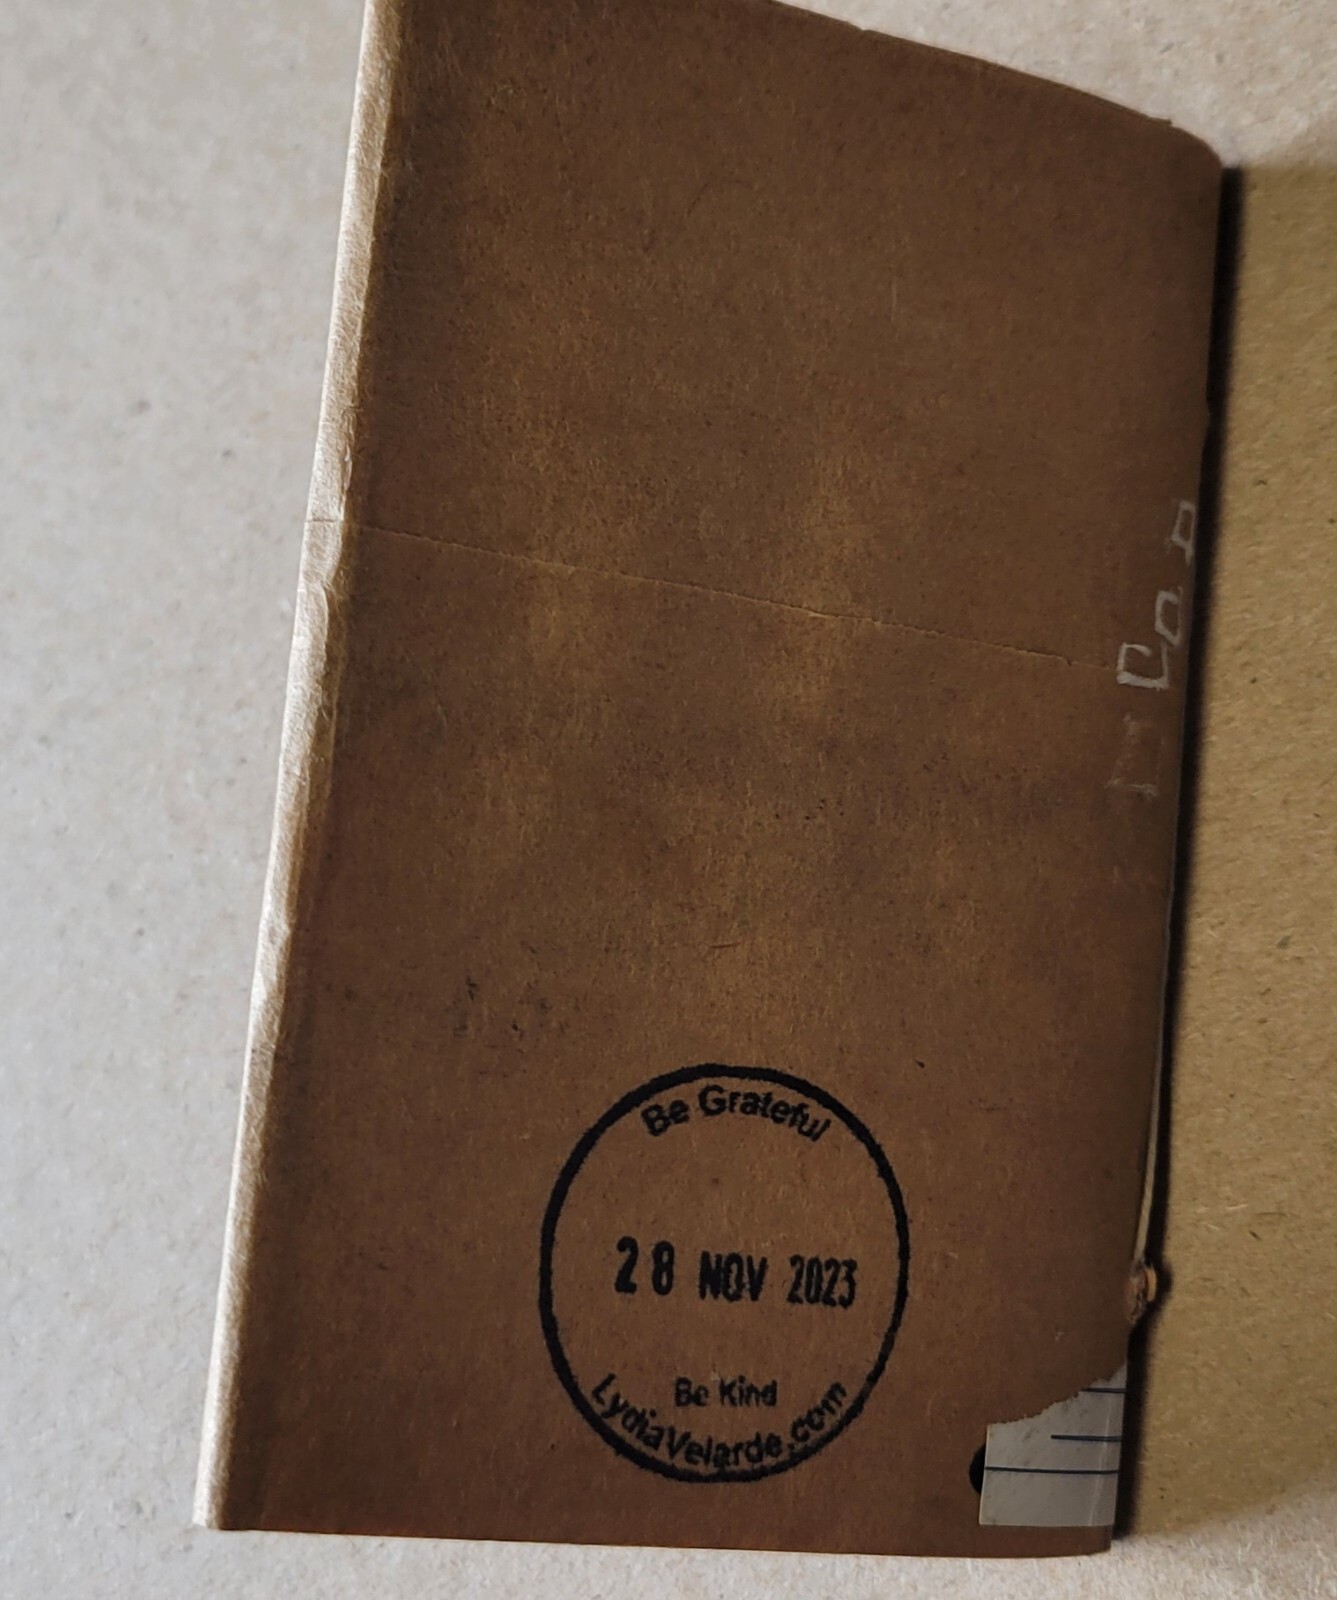 Be Grateful
28 NOV 2023
Be Kind
LydiaVelarde.com